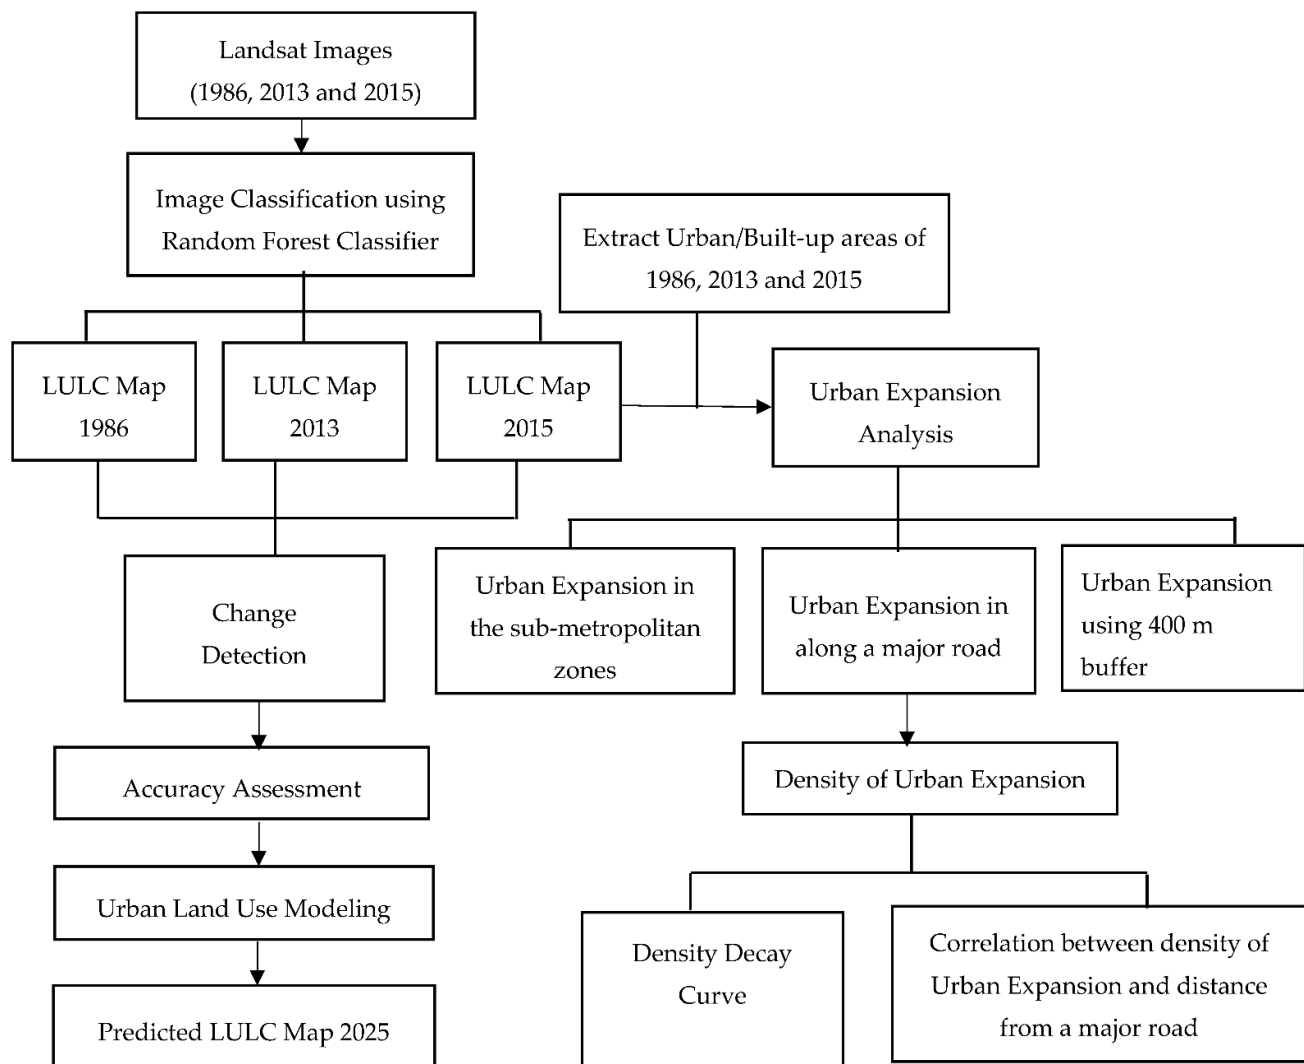 Landsat Images
(1986, 2013 and 2015)
Image Classification using
Random Forest Classifier
Extract Urban/Built-up areas of
1986, 2013 and 2015
LULC Map
1986
LULC Map
2013
LULC Map
2015
Urban Expansion
Analysis
Change
Detection
Urban Expansion in
the sub-metropolitan
zones
Urban Expansion in
along a major road
Urban Expansion
using 400 m
buffer
Accuracy Assessment
Density of Urban Expansion
Urban Land Use Modeling
Density Decay
Curve
Correlation between density of
Urban Expansion and distance
from a major road
Predicted LULC Map 2025